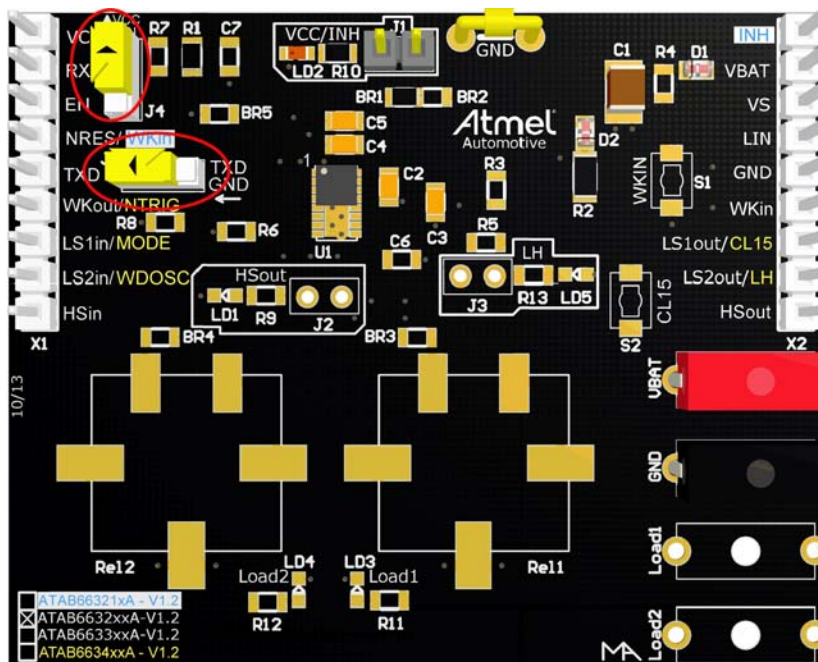 VCC
R7
R1
C7
VCC/INH
J1
LD2
R10
GND
C1
R4
D1
INH
VBAT
VS
LIN
GND
WKin
LS1out/CL15
LS2out/LH
HSout
X2
RX
EN
J4
NRES/WKin
TXD
TXD
GND
WKout/NTRIG
LS1in/MODE
LS2in/WDOSC
HSin
X1
BR5
BR1
BR2
C5
C4
Atmel
Automotive
D2
R3
R2
WKIN
S1
1
C2
C3
U1
R8
R6
C6
R5
HSout
LD1
R9
J2
LH
J3
R13
LD5
CL15
S2
BR4
BR3
10/13
VBAT
GND
Load1
Load2
Rel2
Rel1
LD4
LD3
Load2
Load1
R12
R11
ATAB66321xA - V1.2
ATAB6632xxA-V1.2
ATAB6633xxA-V1.2
ATAB6634xxA - V1.2
MA